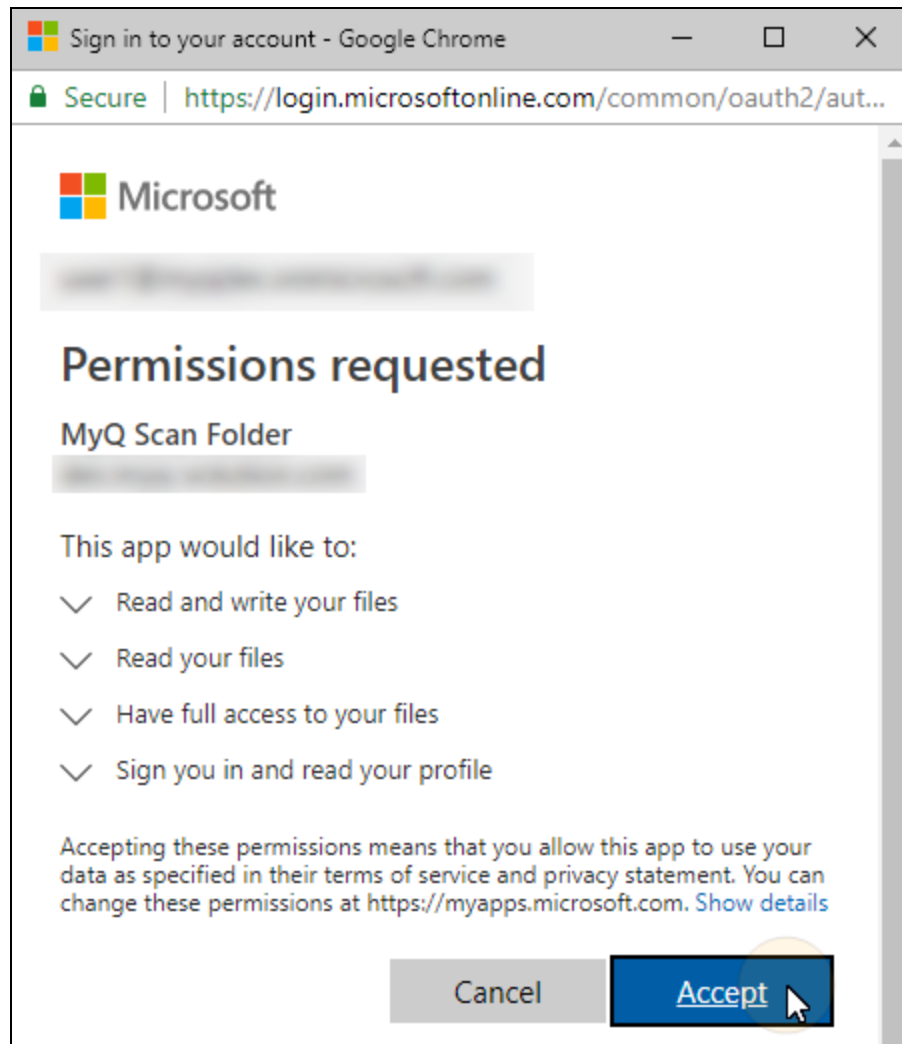 Sign in to your account - Google Chrome
Secure | https://login.microsoftonline.com/common/oauth2/aut...
Microsoft
Permissions requested
MyQ Scan Folder
This app would like to:
Read and write your files
Read your files
Have full access to your files
Sign you in and read your profile
Accepting these permissions means that you allow this app to use your
data as specified in their terms of service and privacy statement. You can
change these permissions at https://myapps.microsoft.com. Show details
Cancel Accept